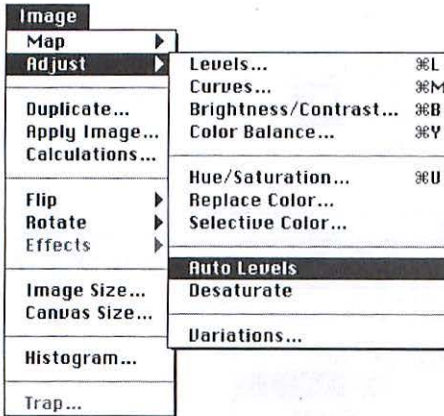 Image
Map
Adjust
Duplicate...
Apply Image...
Calculations...
Flip
Rotate
Effects
Image Size...
Canvas Size...
Histogram...
Trap...
Levels... ⌘L
Curves... ⌘M
Brightness/Contrast... ⌘B
Color Balance... ⌘Y
Hue/Saturation... ⌘U
Replace Color...
Selective Color...
Auto Levels
Desaturate
Variations...